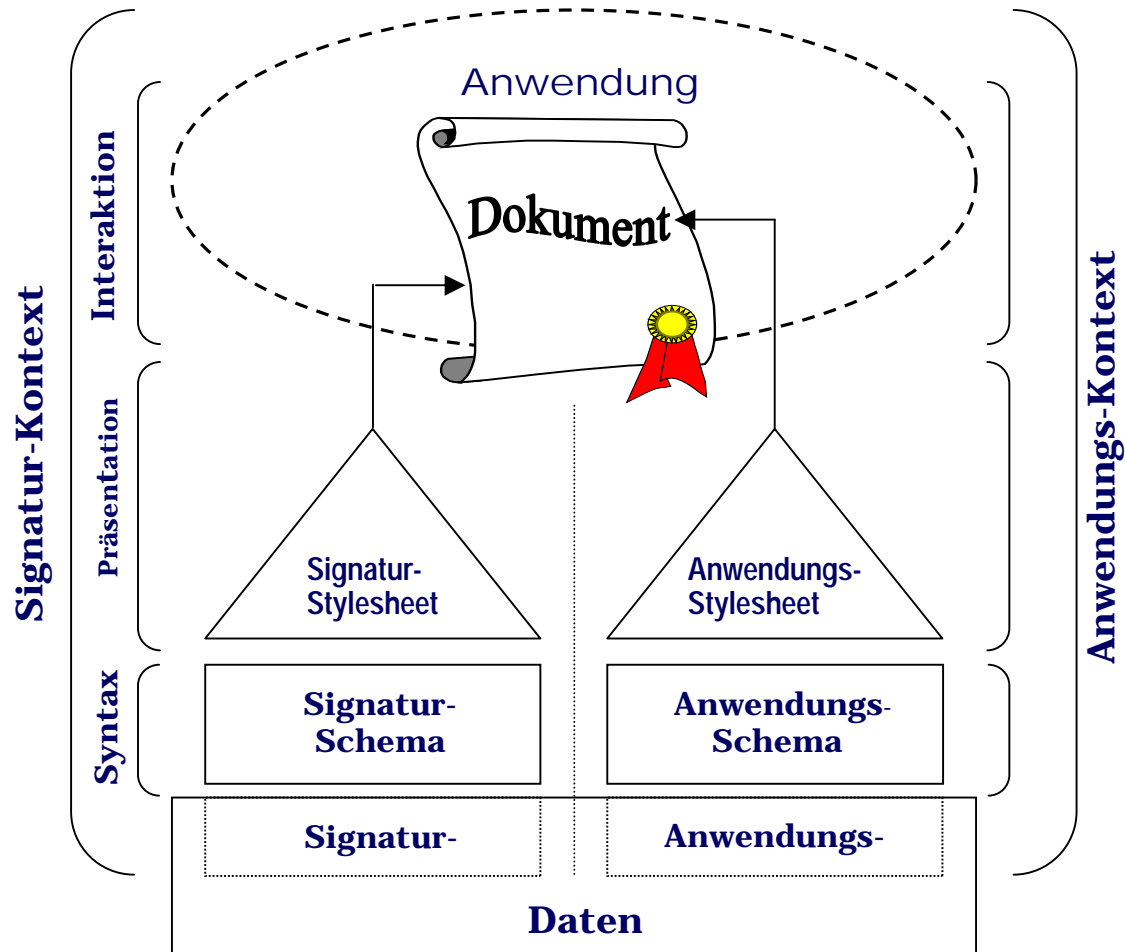 Anwendung
Dokument
Interaktion
Präsentation
Syntax
Signatur-Kontext
Anwendungs-Kontext
Signatur-
Stylesheet
Anwendungs-
Stylesheet
Signatur-
Schema
Anwendungs-
Schema
Signatur-
Anwendungs-
Daten